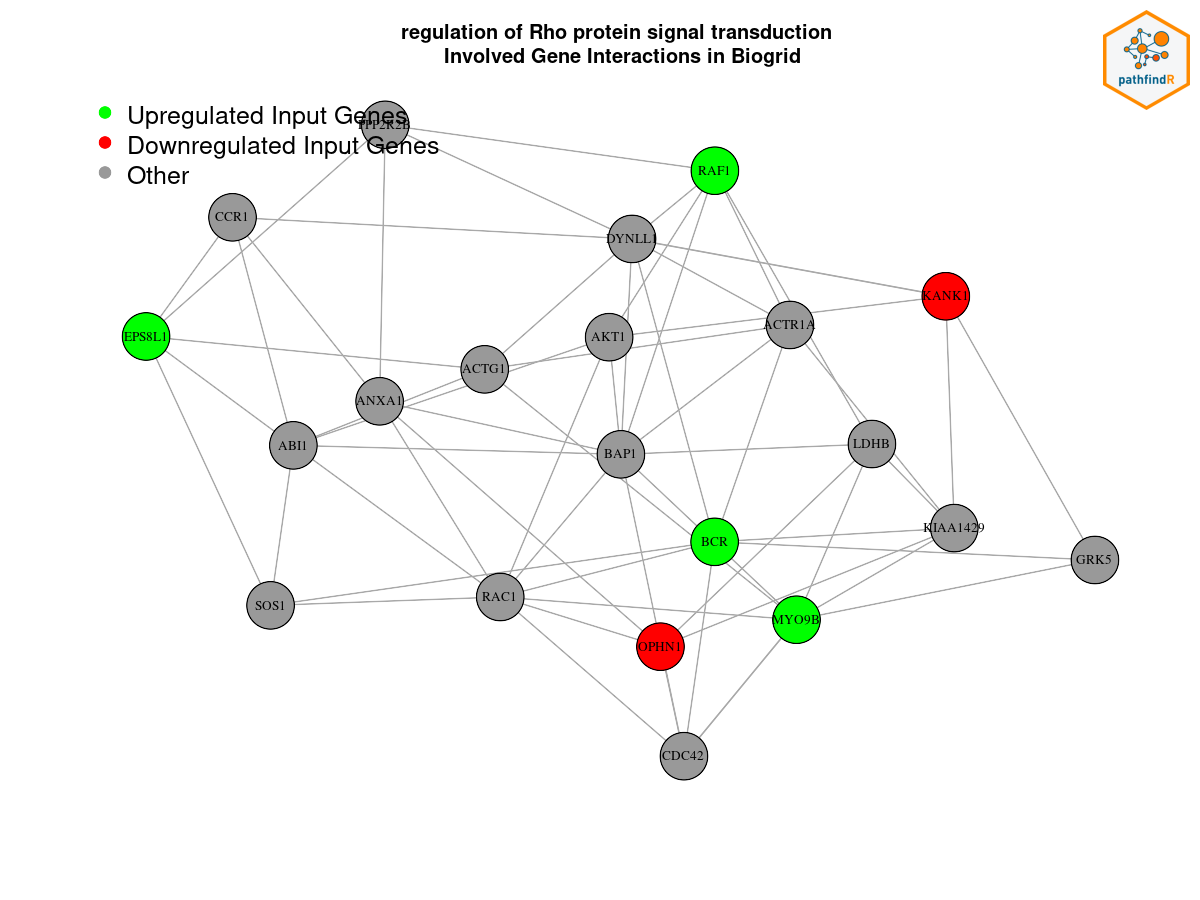 regulation of Rho protein signal transduction
Involved Gene Interactions in Biogrid
pathfindR
Upregulated Input Genes
Downregulated Input Genes
Other
RAF1
CCR1
DYNLL1
KANK1
EPS8L1
AKT1
ACTR1A
ACTG1
ANXA1
ABI1
BAP1
LDHB
BCR
KIAA1429
GRK5
SOS1
RAC1
MYO9B
OPHN1
CDC42